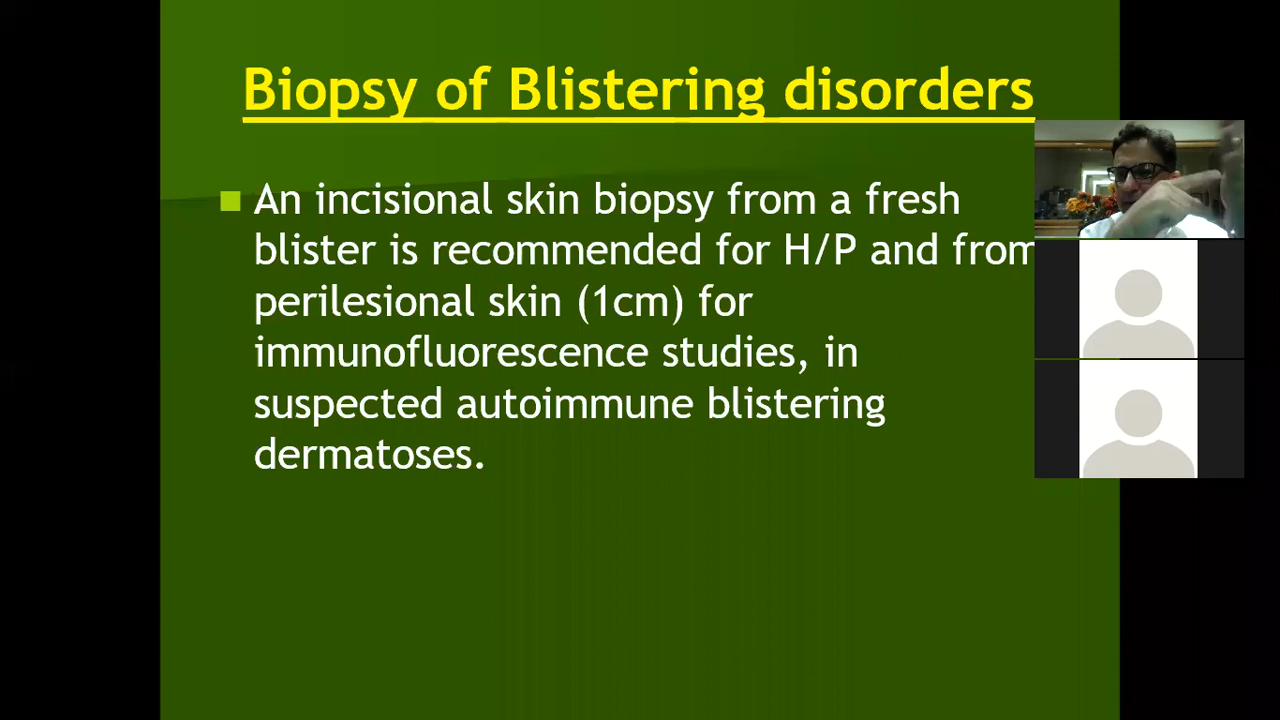 Biopsy of Blistering disorders
An incisional skin biopsy from a fresh
blister is recommended for H/P and from
perilesional skin (1cm) for
immunofluorescence studies, in
suspected autoimmune blistering
dermatoses.